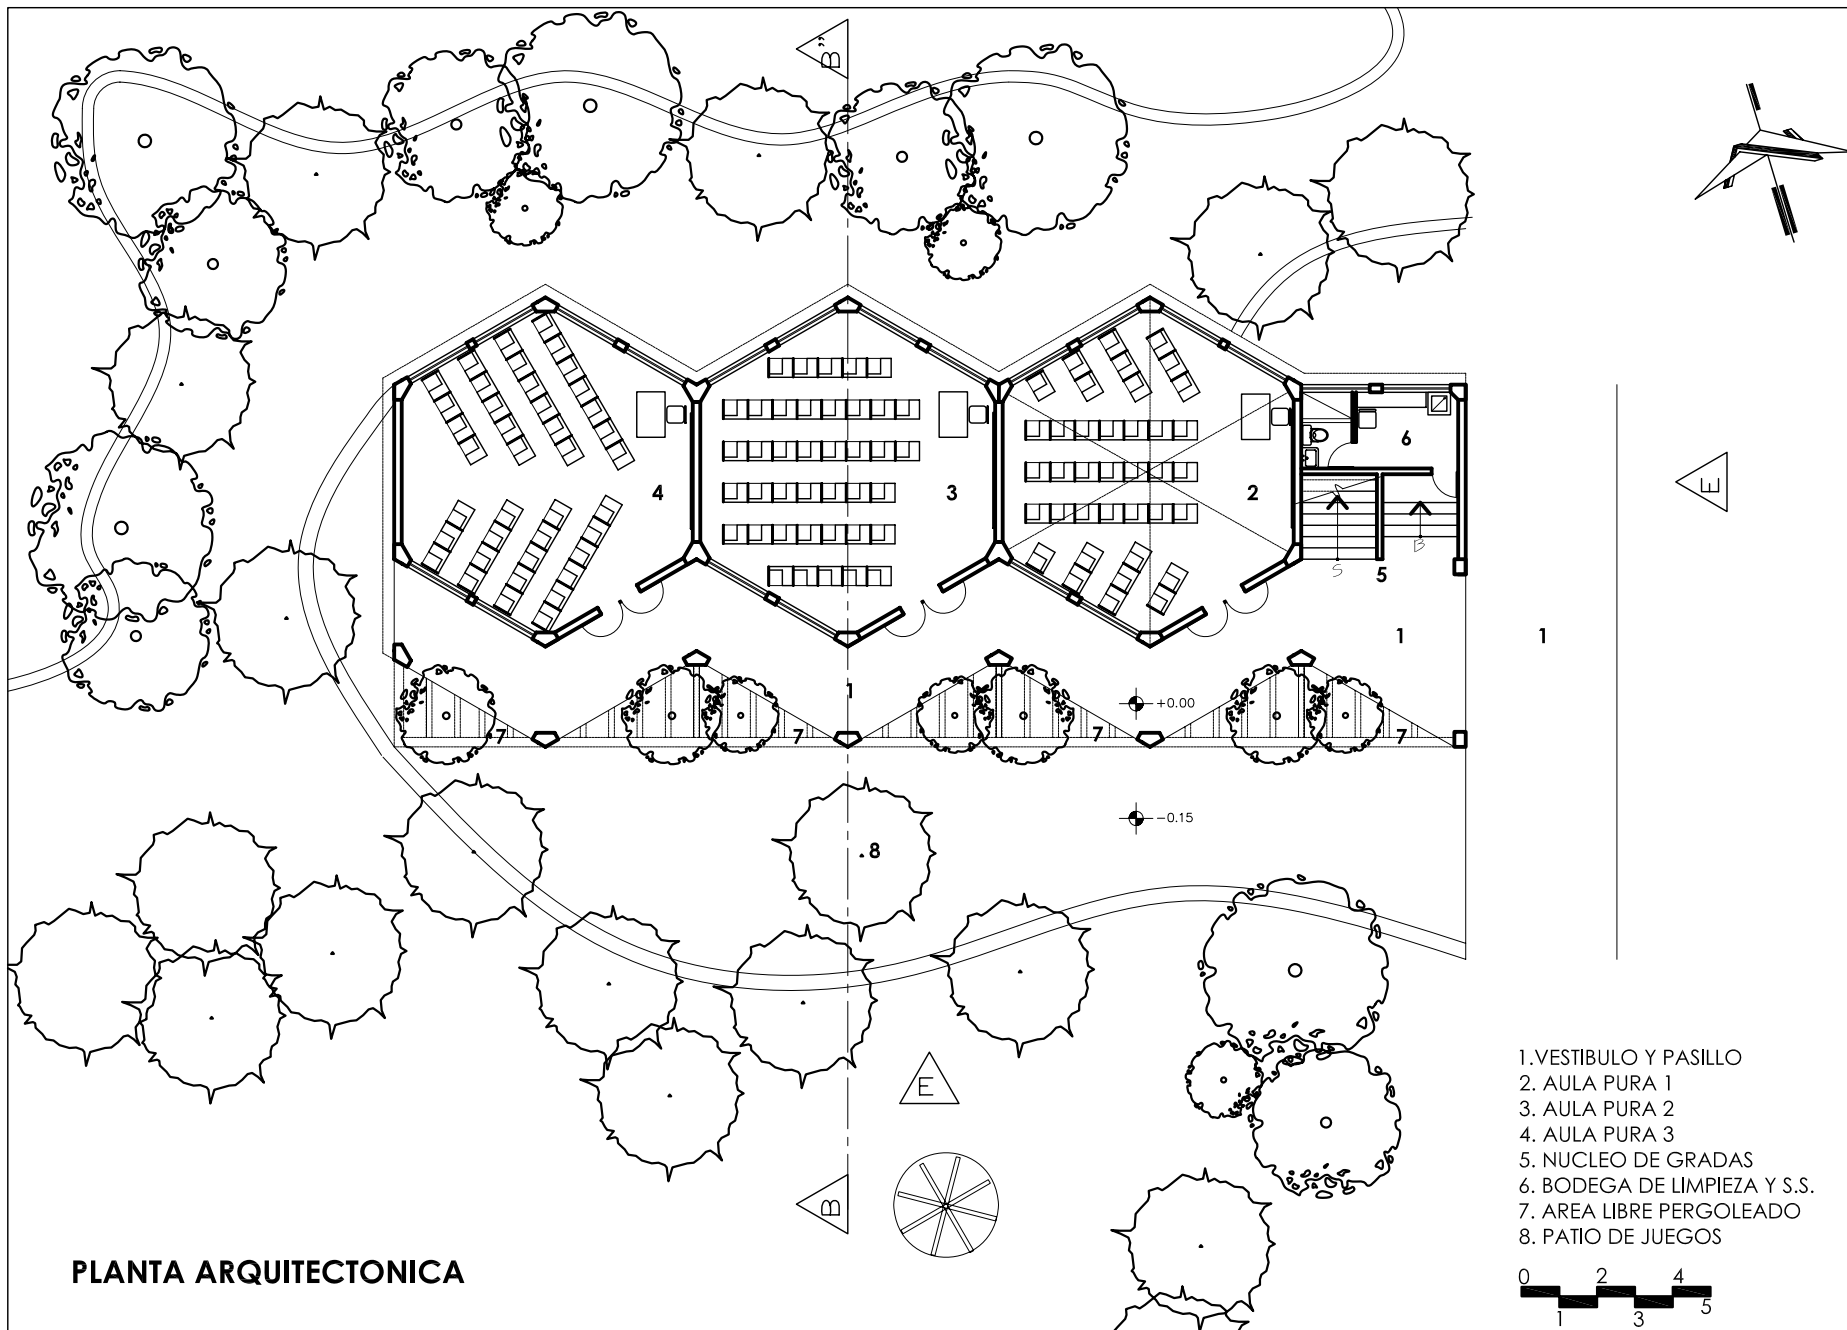 B"
E
6
4
3
2
S
B
5
1
1
1
+0.00
7
7
7
7
-0.15
8
E
B
1.VESTIBULO Y PASILLO
2. AULA PURA 1
3. AULA PURA 2
4. AULA PURA 3
5. NUCLEO DE GRADAS
6. BODEGA DE LIMPIEZA Y S.S.
7. AREA LIBRE PERGOLEADO
8. PATIO DE JUEGOS
PLANTA ARQUITECTONICA
0 2 4
1 3 5